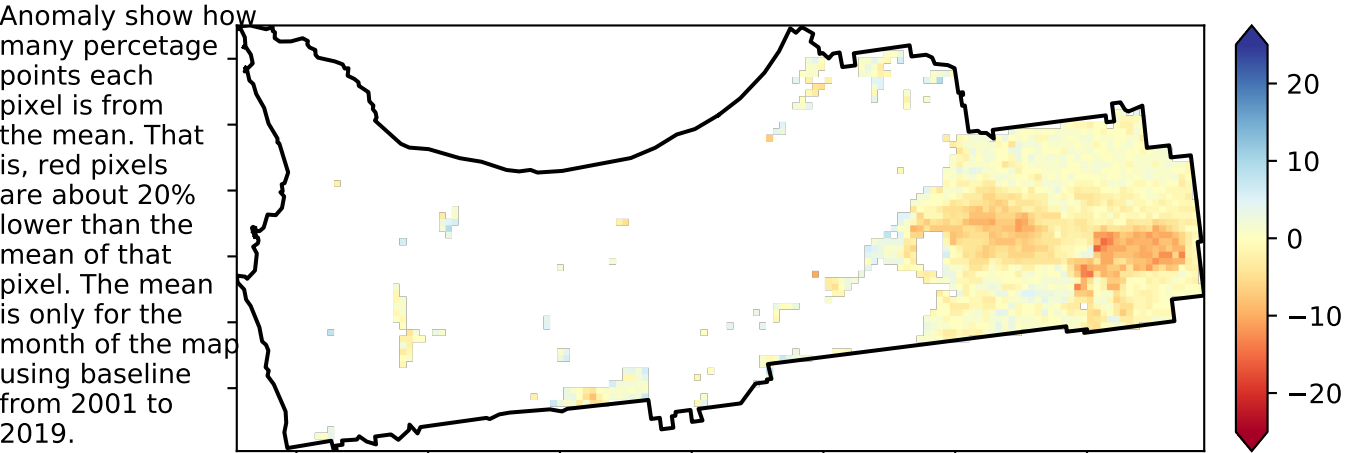 Anomaly show how
many percetage
points each
pixel is from
the mean. That
is, red pixels
are about 20%
lower than the
mean of that
pixel. The mean
is only for the
month of the map
using baseline
from 2001 to
2019.
20
10
0
−10
−20